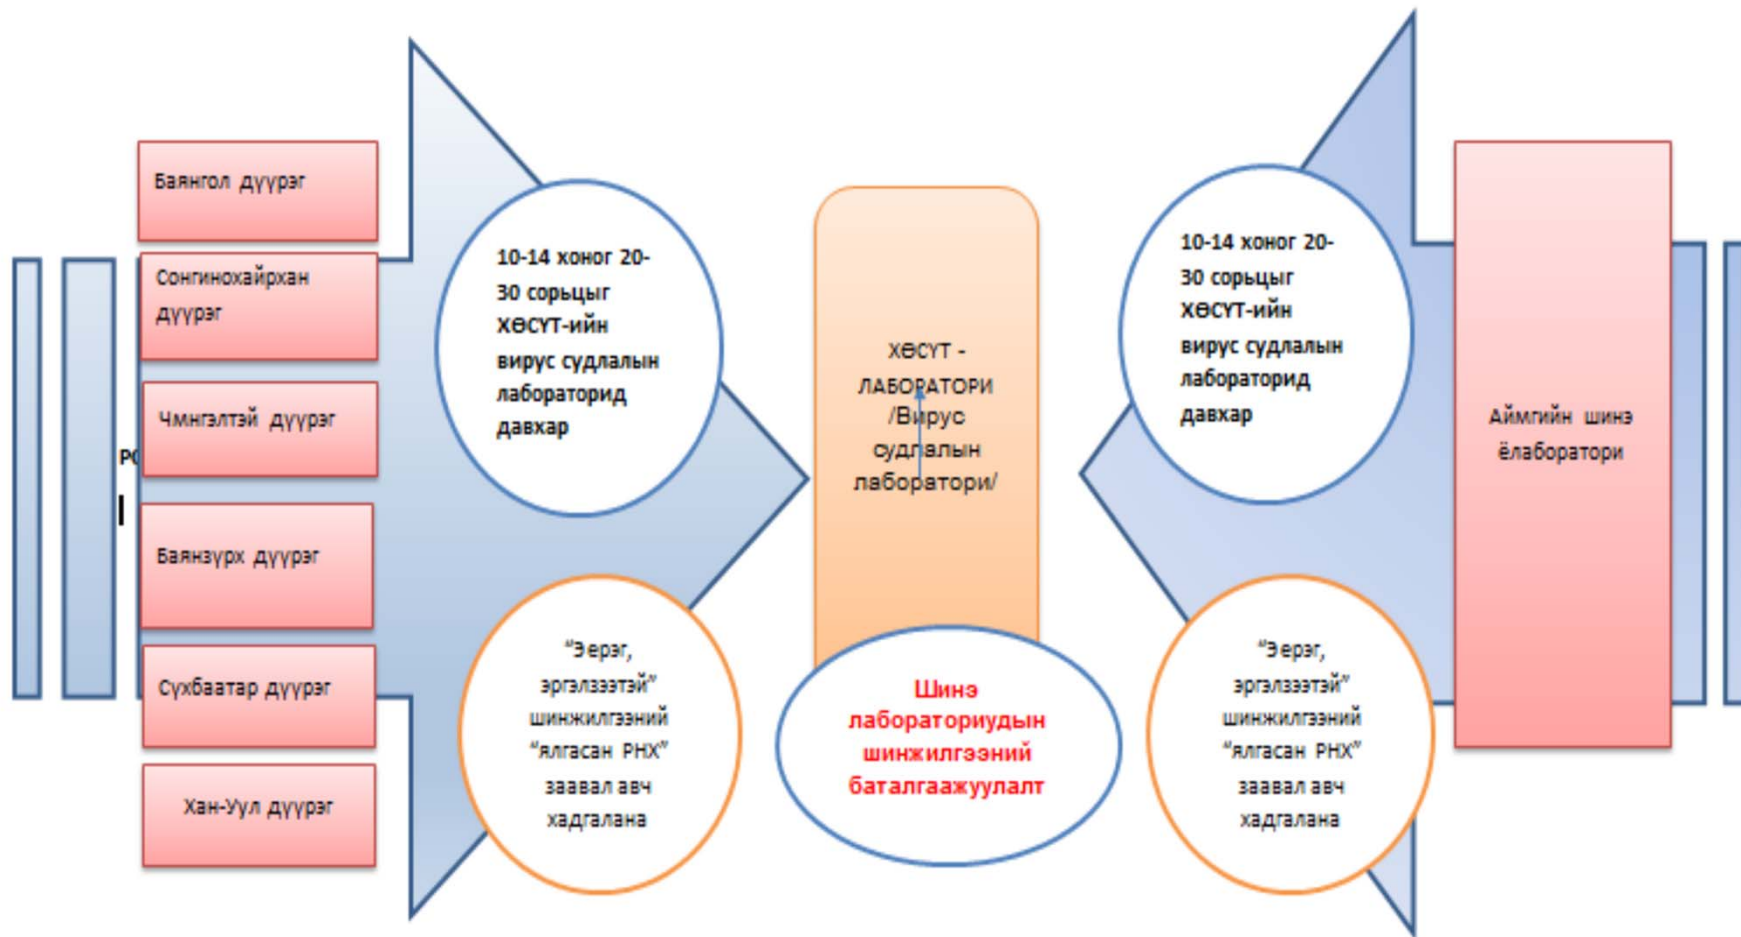 Баянгол дүүрэг
Сонгинохайрхан
дүүрэг
Чмнгэлтэй дүүрэг
Баянзүрх дүүрэг
Сүхбаатар дүүрэг
Хан-Уул дүүрэг
10-14 хоног 20-
30 сорьцыг
ХӨСҮТ-ийн
вирус судлалын
лабораторид
давхар
"Эерэг,
эргэлзээтэй"
шинжилгээний
"ялгасан РНХ"
заавал авч
хадгалана
ХӨСҮТ -
ЛАБОРАТОРИ
/Вирус
судлалын
лаборатори/
Шинэ
лабораториудын
шинжилгээний
баталгаажуулалт
10-14 хоног 20-
30 сорьцыг
ХӨСҮТ-ийн
вирус судлалын
лабораторид
давхар
"Эерэг,
эргэлзээтэй"
шинжилгээний
"ялгасан РНХ"
заавал авч
хадгалана
Аймгийн шинэ
ёлаборатори